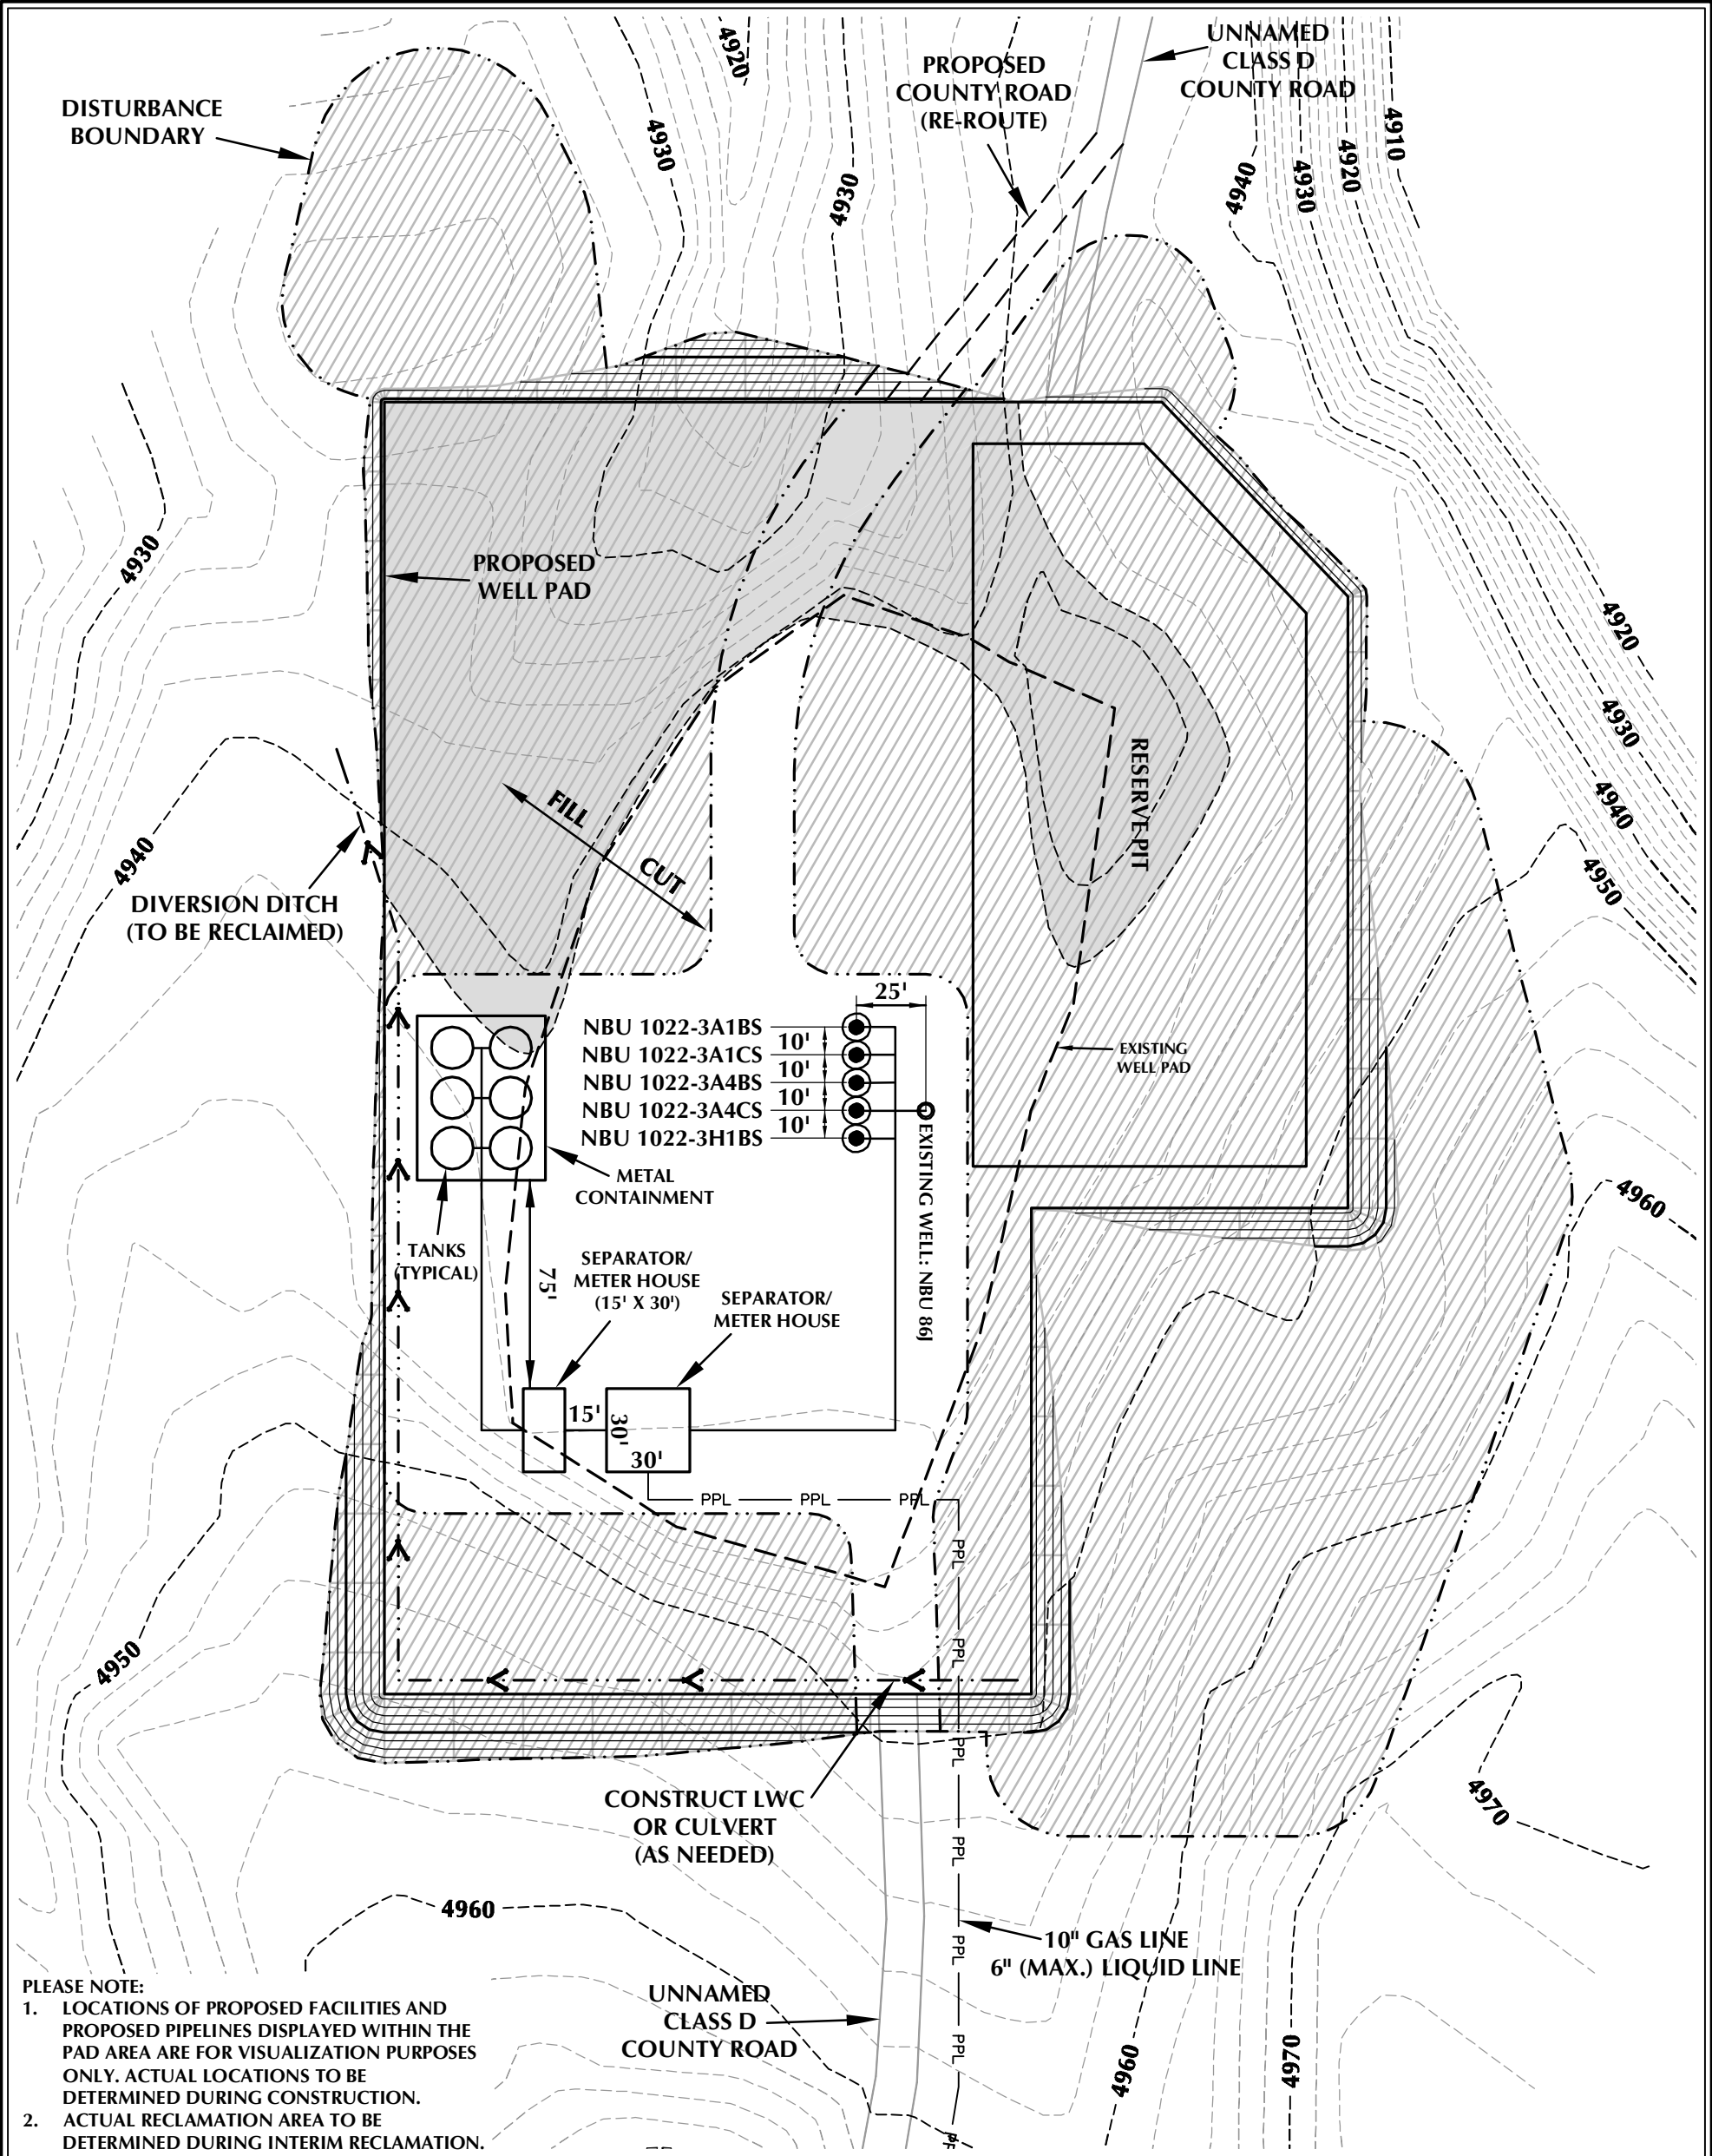 4920
UNNAMED
CLASS D
COUNTY ROAD
PROPOSED
COUNTY ROAD
(RE-ROUTE)
DISTURBANCE
BOUNDARY
4930
4930
4940
4930
4920
4910
4930
PROPOSED
WELL PAD
4920
4930
4940
4950
RESERVE PIT
FILL
CUT
4940
DIVERSION DITCH
(TO BE RECLAIMED)
25'
NBU 1022-3A1BS
10'
NBU 1022-3A1CS
10'
NBU 1022-3A4BS
10'
NBU 1022-3A4CS
10'
NBU 1022-3H1BS
EXISTING
WELL PAD
EXISTING WELL: NBU 86J
METAL
CONTAINMENT
4960
TANKS
(TYPICAL)
75'
SEPARATOR/
METER HOUSE
(15' X 30')
SEPARATOR/
METER HOUSE
15'
30'
30'
PPL
PPL
PPL
PPL
PPL
PPL
PPL
PPL
PPL
4950
4970
CONSTRUCT LWC
OR CULVERT
(AS NEEDED)
4960
10" GAS LINE
6" (MAX.) LIQUID LINE
UNNAMED
CLASS D
COUNTY ROAD
4960
4970
PLEASE NOTE:
1. LOCATIONS OF PROPOSED FACILITIES AND
PROPOSED PIPELINES DISPLAYED WITHIN THE
PAD AREA ARE FOR VISUALIZATION PURPOSES
ONLY. ACTUAL LOCATIONS TO BE
DETERMINED DURING CONSTRUCTION.
2. ACTUAL RECLAMATION AREA TO BE
DETERMINED DURING INTERIM RECLAMATION.